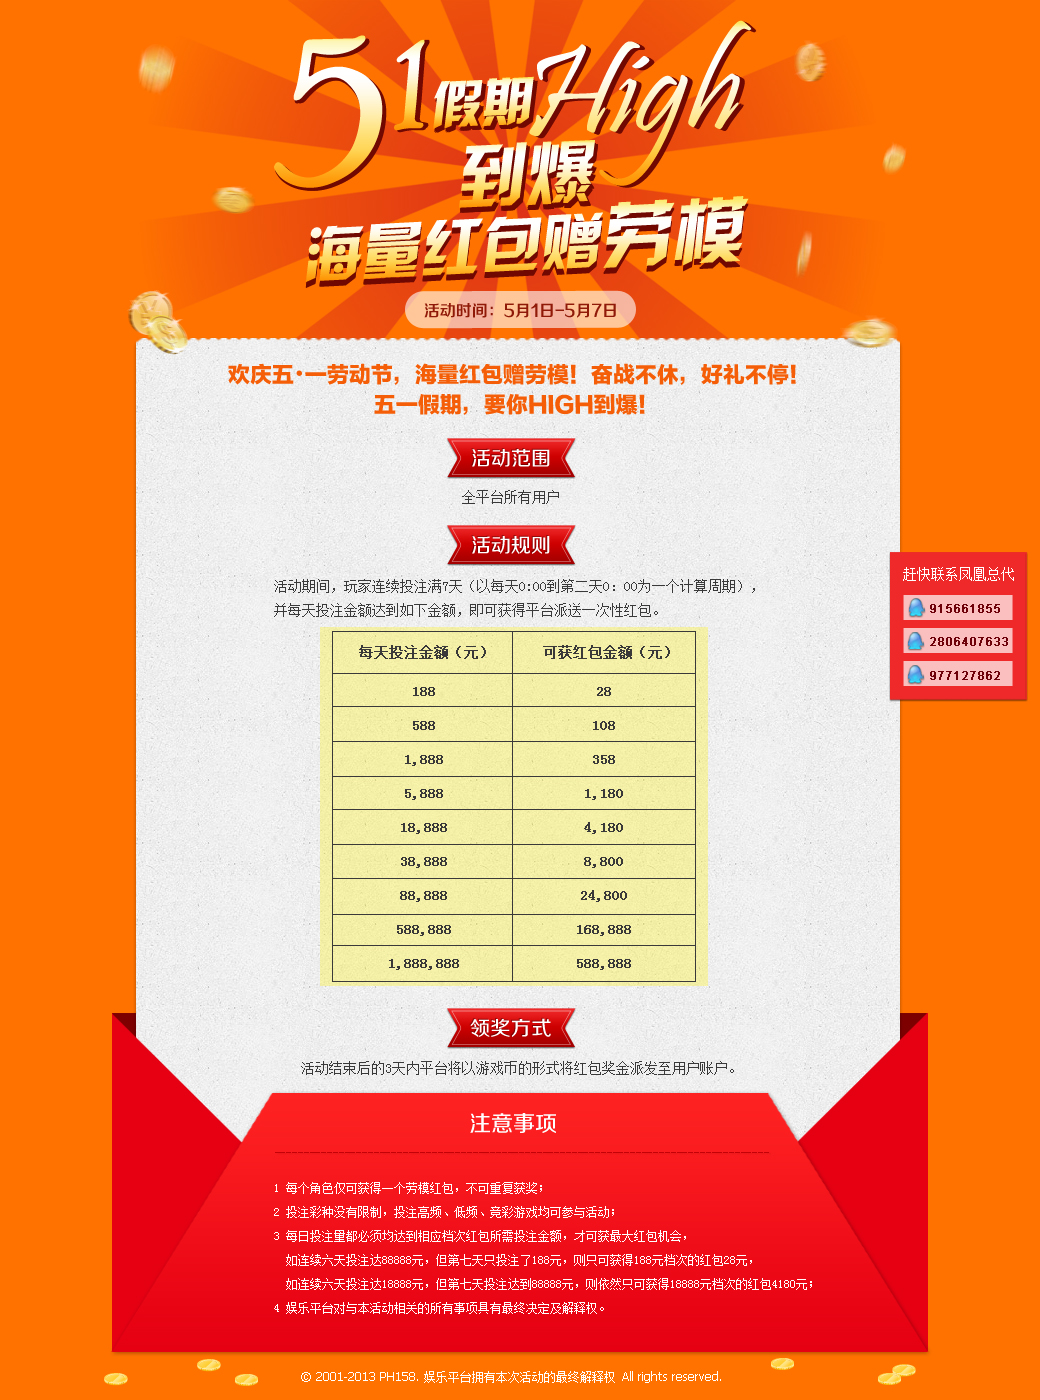 51假期High
到爆
海量红包赠劳模
活动时间：5月1日-5月7日
欢庆五·一劳动节，海量红包赠劳模！奋战不休，好礼不停！
五一假期，要你HIGH到爆！
活动范围
全平台所有用户
活动规则
活动期间，玩家连续投注满7天（以每天0:00到第二天0：00为一个计算周期），
并每天投注金额达到如下金额，即可获得平台派送一次性红包。
每天投注金额（元） 可获红包金额（元）
188 28
588 108
1,888 358
5,888 1,180
18,888 4,180
38,888 8,800
88,888 24,800
588,888 168,888
1,888,888 588,888
赶快联系凤凰总代
915661855
2806407633
977127862
领奖方式
活动结束后的3天内平台将以游戏币的形式将红包奖金派发至用户账户。
注意事项
1 每个角色仅可获得一个劳模红包，不可重复获奖；
2 投注彩种没有限制，投注高频、低频、竞彩游戏均可参与活动；
3 每日投注里都必须均达到相应档次红包所需投注金额，才可获最大红包机会，
如连续六天投注达88888元，但第七天只投注了188元，则只可获得188元档次的红包28元，
如连续六天投注达18888元，但第七天投注达到88888元，则依然只可获得18888元档次的红包4180元；
4 娱乐平台对与本活动相关的所有事项具有最终决定及解释权。
© 2001-2013 PH158. 娱乐平台拥有本次活动的最终解释权 All rights reserved.